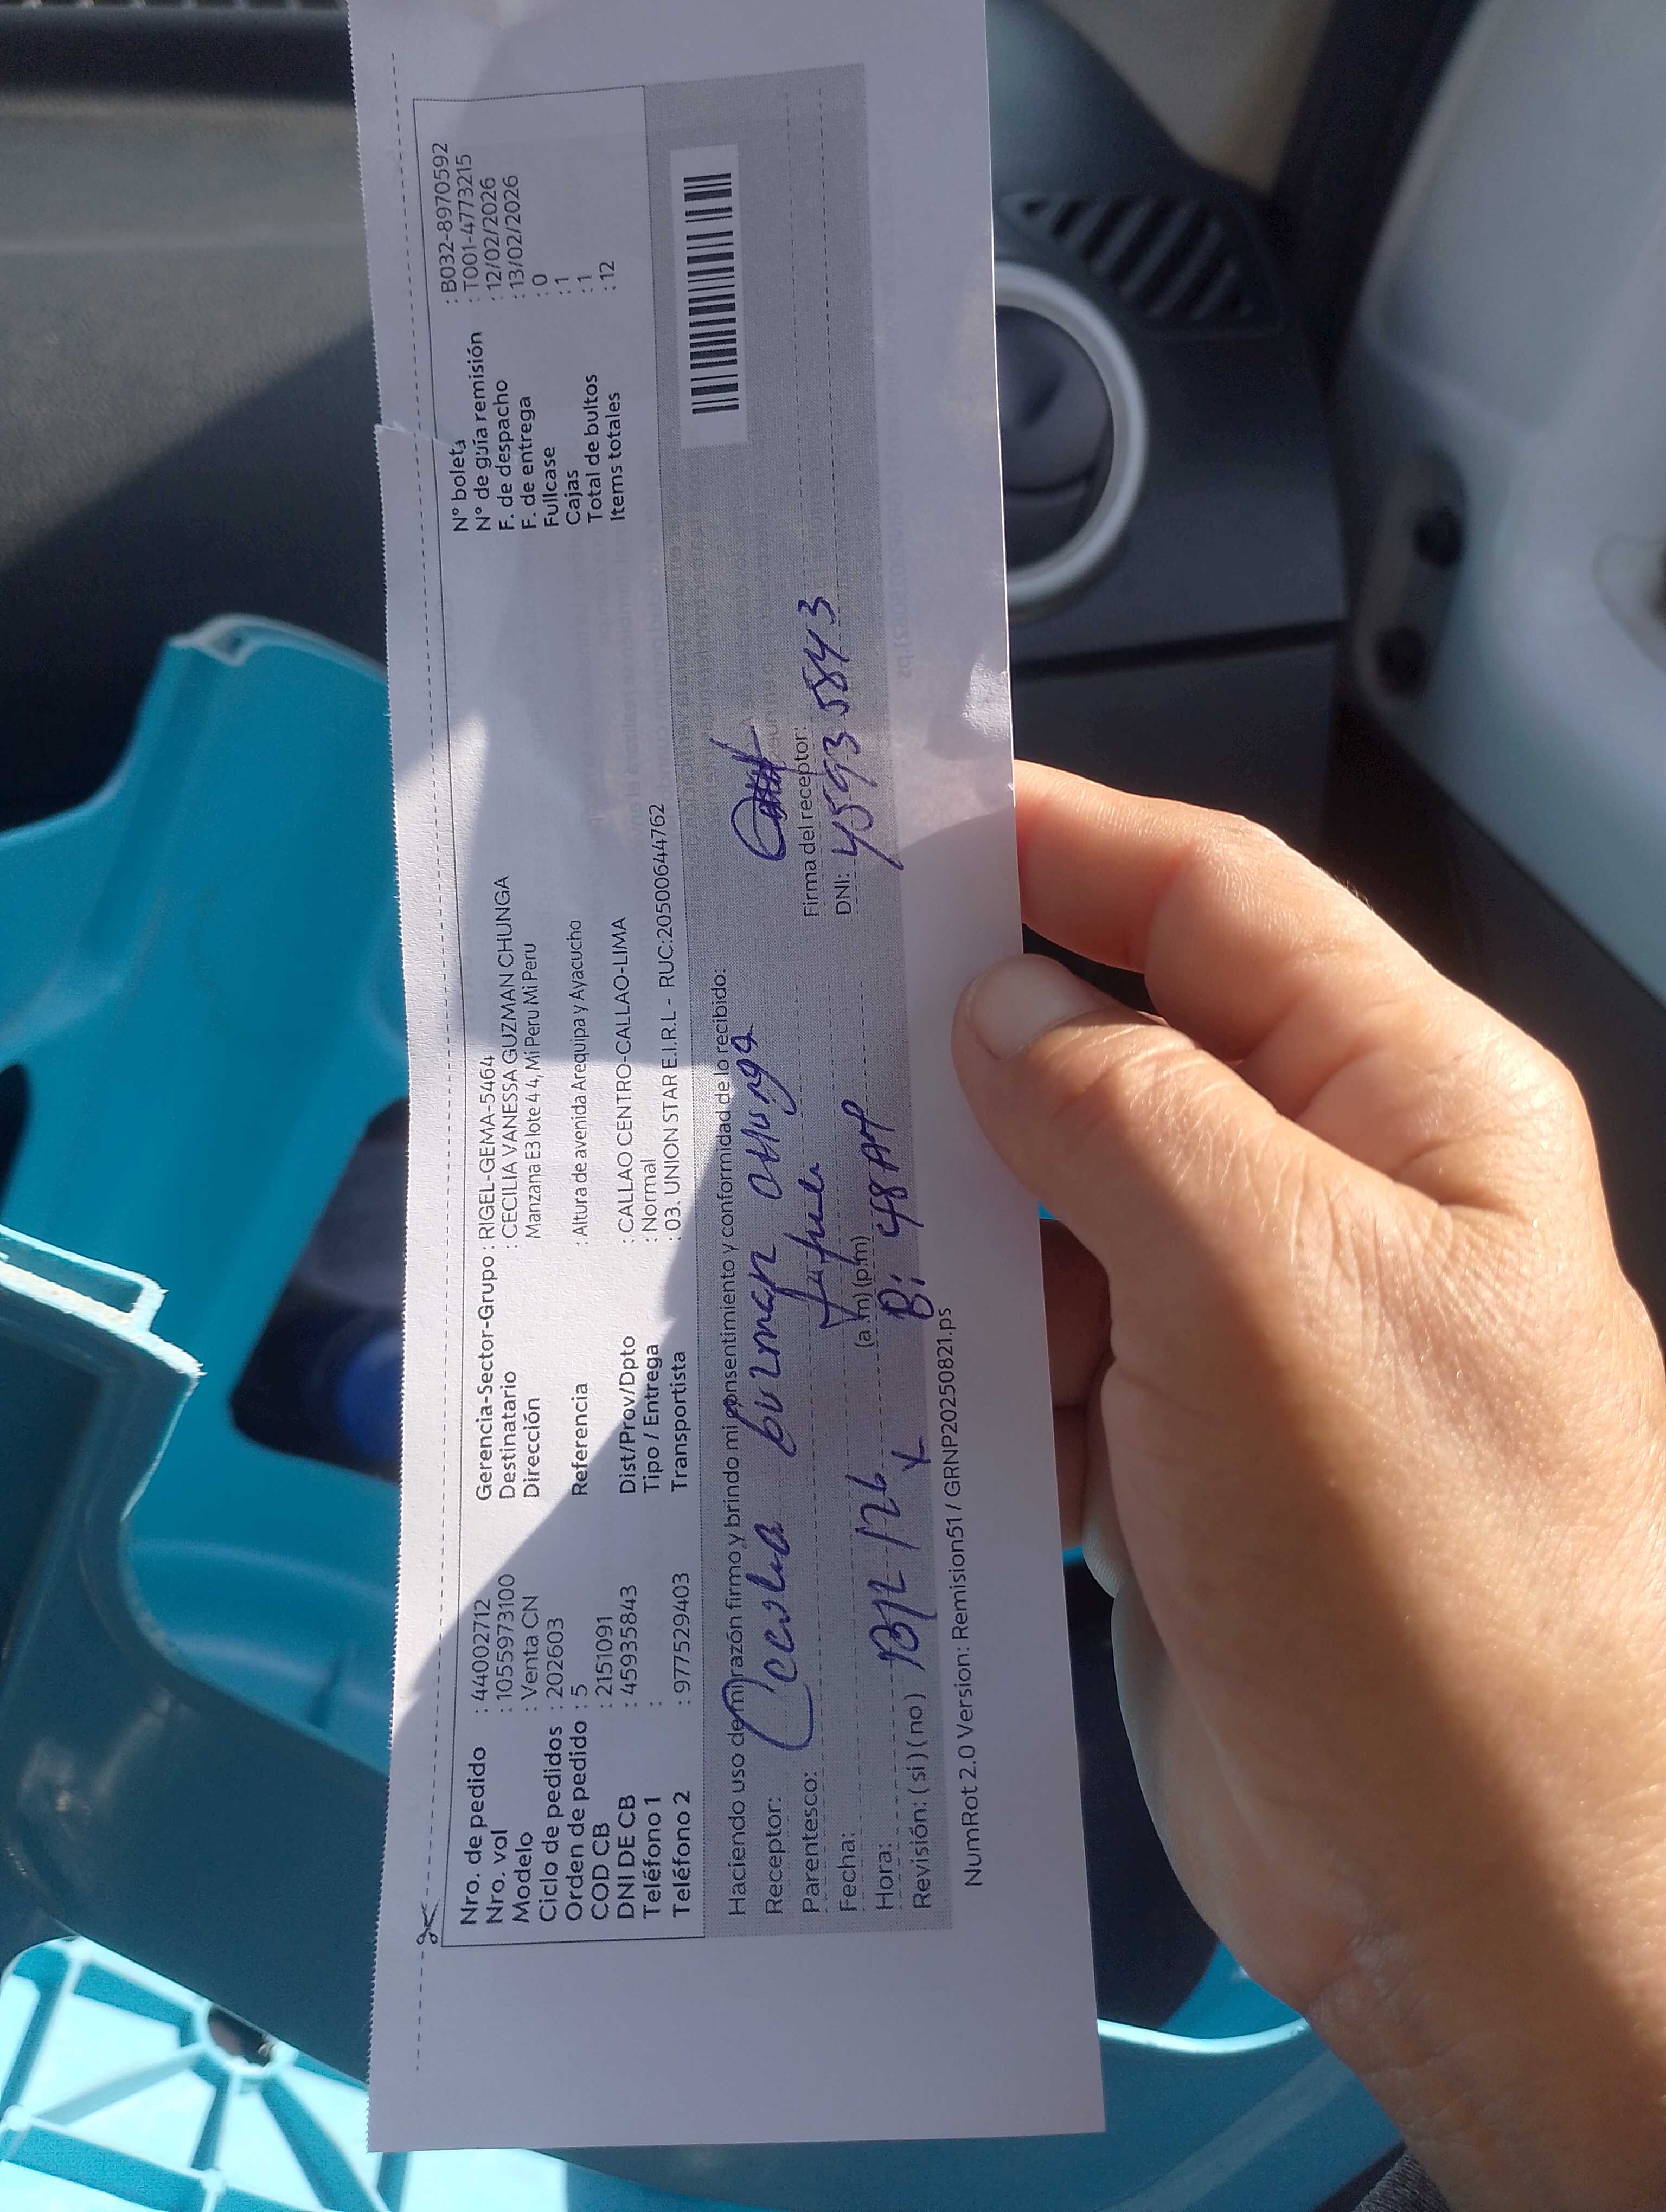 Nro. de pedido : 44002712
Nro. vol : 1055973100
Modelo : Venta CN
Ciclo de pedidos : 202603
Orden de pedido : 5
COD CB : 2151091
DNI DE CB : 45935843
Teléfono 1 :
Teléfono 2 : 977529403
Gerencia-Sector-Grupo : RIGEL-GEMA-5464
Destinatario : CECILIA VANESSA GUZMAN CHUNGA
Dirección Manzana E3 lote 4 4, Mi Peru Mi Peru
Referencia : Altura de avenida Arequipa y Ayacucho
Dist/Prov/Dpto : CALLAO CENTRO-CALLAO-LIMA
Tipo / Entrega : Normal
Transportista : 03. UNION STAR E.I.R.L - RUC:20500644762
N° boleta : B032-8970592
N° de guía remisión : T001-4773215
F. de despacho : 12/02/2026
F. de entrega : 13/02/2026
Fullcase : 0
Cajas : 1
Total de bultos : 1
Items totales : 12
Haciendo uso de mi razón firmo y brindo mi consentimiento y conformidad de lo recibido:
Receptor: Cecilia Guzman Chunga
Parentesco:
Fecha:
Hora: 13/2/26 (a.m) (p.m)
Revisión: ( si ) ( no ) 48
Firma del receptor:
DNI: 45935843
NumRot 2.0 Version: Remision51 / GRNP20250821.ps